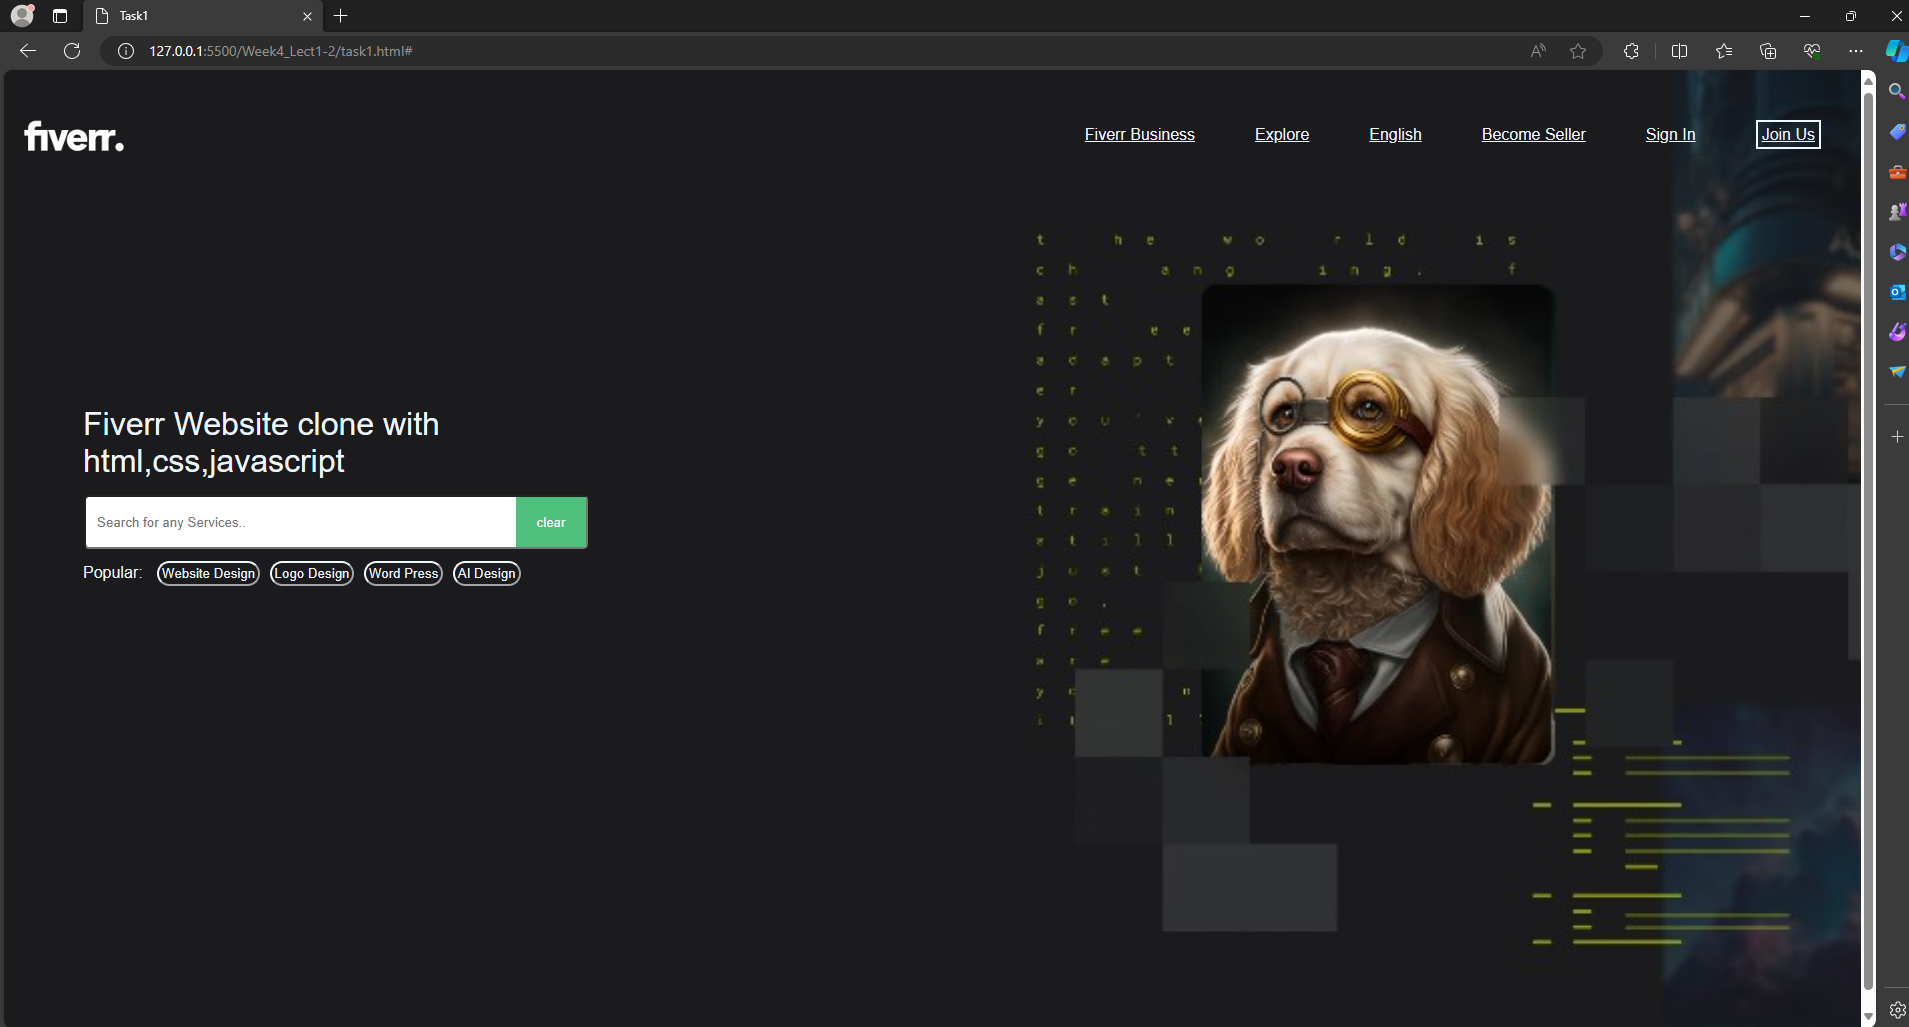 Task1
127.0.0.1:5500/Week4_Lect1-2/task1.html#
fiverr.
Fiverr Business
Explore
English
Become Seller
Sign In
Join Us
t h e w o r l d i s
c h a n g i n g . f
a s t
f r e e
a d a p t
e r
y o u ' v
g o t t
g e n e
t r a i n
s t i l l
j u s t
g o .
f r e e
a r e
Fiverr Website clone with
html,css,javascript
Search for any Services..
clear
Popular:
Website Design
Logo Design
Word Press
AI Design